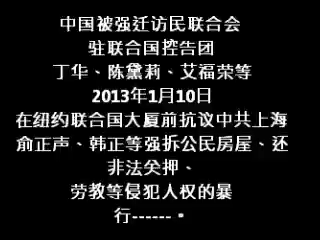 中国被强迁访民联合会
驻联合国控告团
丁华、陈黛莉、艾福荣等
2013年1月10日
在纽约联合国大厦前抗议中共上海
俞正声、韩正等强拆公民房屋、还
非法关押、
劳教等侵犯人权的暴
行------·